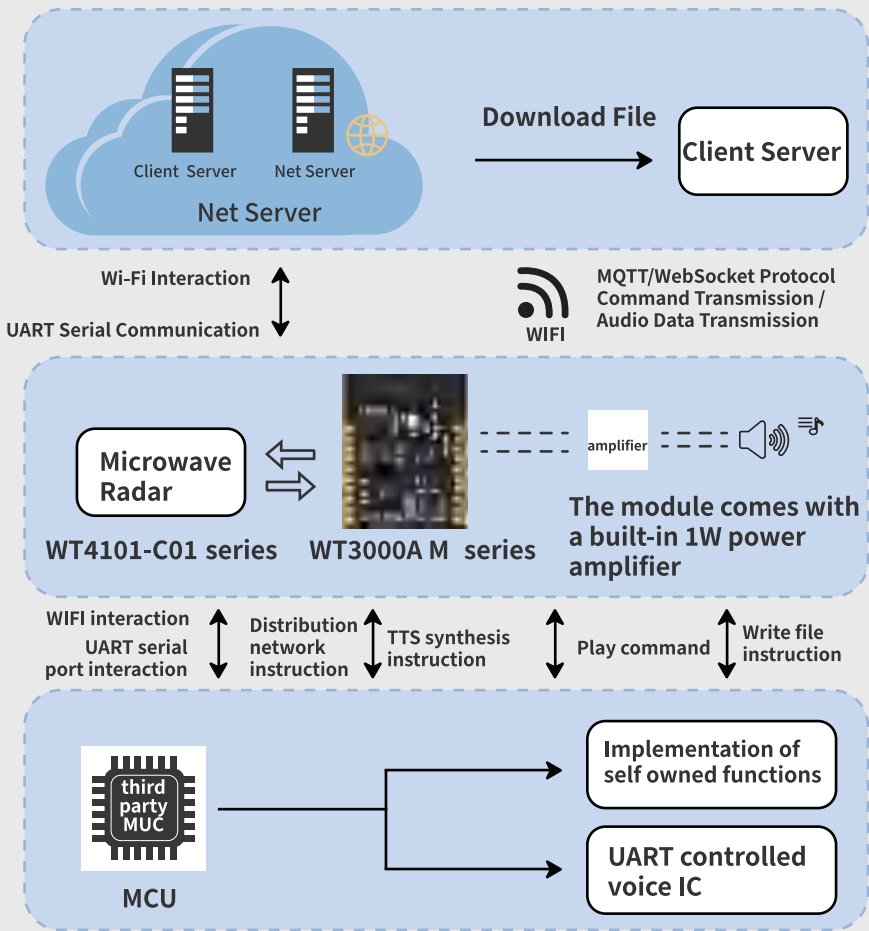 Client Server
Net Server
Net Server
Download File
Client Server
Wi-Fi Interaction
UART Serial Communication
WIFI
MQTT/WebSocket Protocol
Command Transmission /
Audio Data Transmission
Microwave
Radar
WT4101-C01 series
WT3000A M series
amplifier
The module comes with
a built-in 1W power
amplifier
WIFI interaction
UART serial
port interaction
Distribution
network
instruction
TTS synthesis
instruction
Play command
Write file
instruction
third
party
MUC
MCU
Implementation of
self owned functions
UART controlled
voice IC